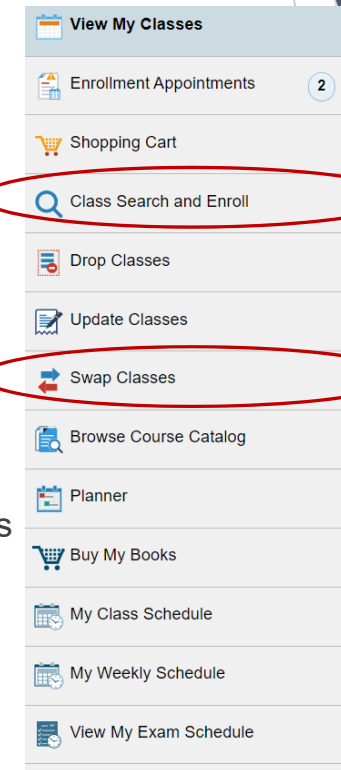 View My Classes
Enrollment Appointments 2
Shopping Cart
Class Search and Enroll
Drop Classes
Update Classes
Swap Classes
Browse Course Catalog
Planner
s
Buy My Books
My Class Schedule
My Weekly Schedule
View My Exam Schedule